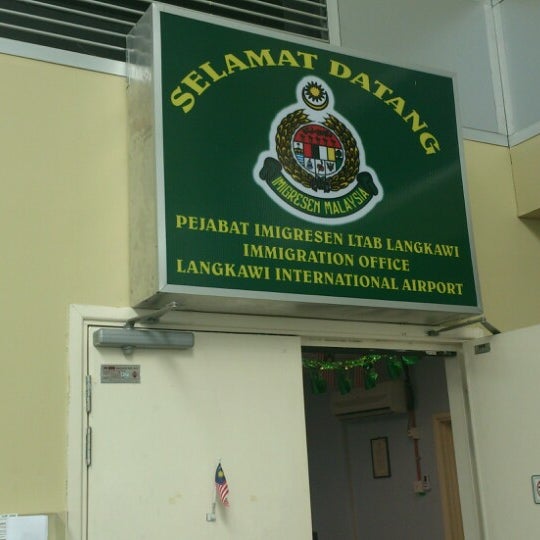 SELAMAT DATANG
IMIGRESEN MALAYSIA
PEJABAT IMIGRESEN LTAB LANGKAWI
IMMIGRATION OFFICE
LANGKAWI INTERNATIONAL AIRPORT